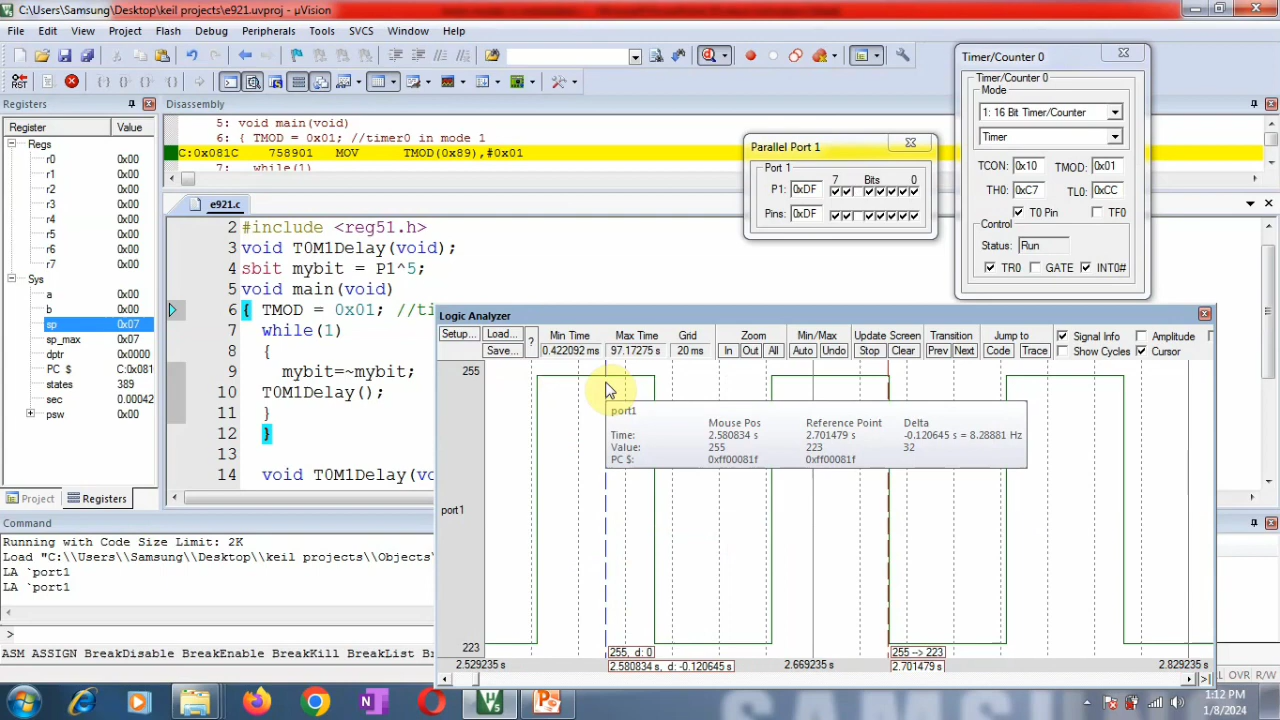 C:\Users\Samsung\Desktop\keil projects\e921.uvproj - µVision
File Edit View Project Flash Debug Peripherals Tools SVCS Window Help
Registers
Register Value
Regs
r0 0x00
r1 0x00
r2 0x00
r3 0x00
r4 0x00
r5 0x00
r6 0x00
r7 0x00
Sys
a 0x00
b 0x00
sp 0x07
sp_max 0x07
dptr 0x0000
PC $ C:0x081
states 389
sec 0.00042
psw
Project Registers
Disassembly
5: void main(void)
6: { TMOD = 0x01; //timer0 in mode 1
C:0x081C 758901 MOV TMOD(0x89),#0x01
7: while(1)
e921.c
2 #include <reg51.h>
3 void T0M1Delay(void);
4 sbit mybit = P1^5;
5 void main(void)
6 { TMOD = 0x01; //ti
7 while(1)
8 {
9 mybit=~mybit;
10 T0M1Delay();
11 }
12 }
13
14 void T0M1Delay(vo
Parallel Port 1
Port 1
7 Bits 0
P1: 0xDF
Pins: 0xDF
Timer/Counter 0
Timer/Counter 0
Mode
1: 16 Bit Timer/Counter
Timer
TCON: 0x10 TMOD: 0x01
TH0: 0xC7 TL0: 0xCC
T0 Pin TF0
Control
Status: Run
TR0 GATE INT0#
Logic Analyzer
Setup... Load... Min Time Max Time Grid Zoom Min/Max Update Screen Transition Jump to Signal Info Amplitude
Save... ? 0.422092 ms 97.17275 s 20 ms In Out All Auto Undo Stop Clear Prev Next Code Trace Show Cycles Cursor
255
port1
Mouse Pos Reference Point Delta
Time: 2.580834 s 2.701479 s -0.120645 s = 8.28881 Hz
Value: 255 223 32
PC $: 0xff00081f 0xff00081f
port1
223
255, d: 0 255 --> 223
2.580834 s, d: -0.120645 s 2.701479 s
2.529235 s 2.669235 s 2.829235 s
Command
Running with Code Size Limit: 2K
Load "C:\\Users\\Samsung\\Desktop\\keil projects\\Objects\
LA `port1
LA `port1
>
ASM ASSIGN BreakDisable BreakEnable BreakKill BreakList Br
OVR R/W
1:12 PM
1/8/2024